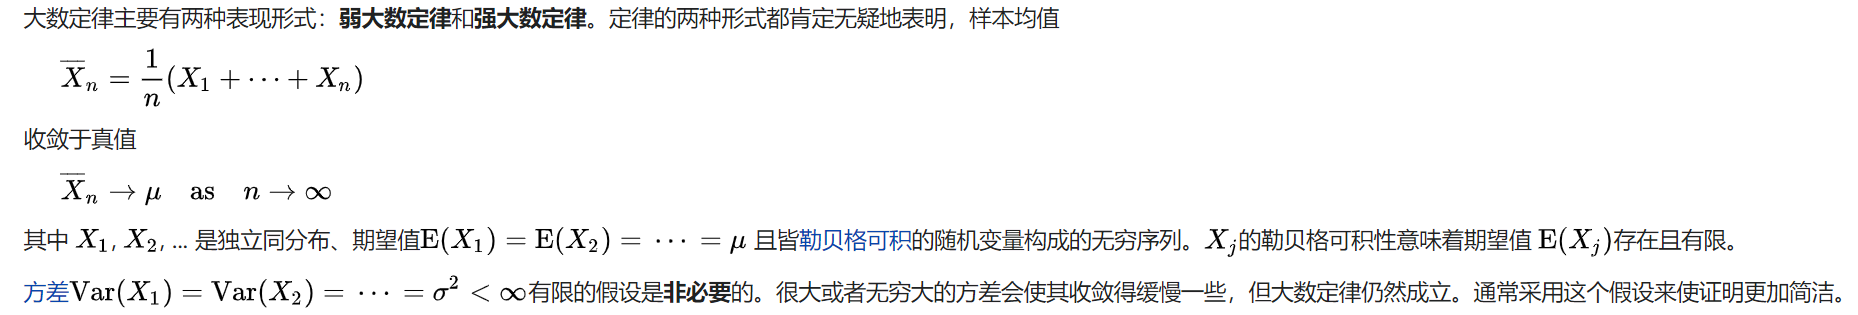 大数定律主要有两种表现形式：弱大数定律和强大数定律。定律的两种形式都肯定无疑地表明，样本均值
$\overline{X}_n = \frac{1}{n}(X_1 + \cdots + X_n)$
收敛于真值
$\overline{X}_n \to \mu \quad \text{as} \quad n \to \infty$
其中 $X_1, X_2, ...$ 是独立同分布、期望值$\mathrm{E}(X_1) = \mathrm{E}(X_2) = \cdots = \mu$ 且皆勒贝格可积的随机变量构成的无穷序列。$X_j$的勒贝格可积性意味着期望值 $\mathrm{E}(X_j)$存在且有限。
方差$\mathrm{Var}(X_1) = \mathrm{Var}(X_2) = \cdots = \sigma^2 < \infty$有限的假设是非必要的。很大或者无穷大的方差会使其收敛得缓慢一些，但大数定律仍然成立。通常采用这个假设来使证明更加简洁。